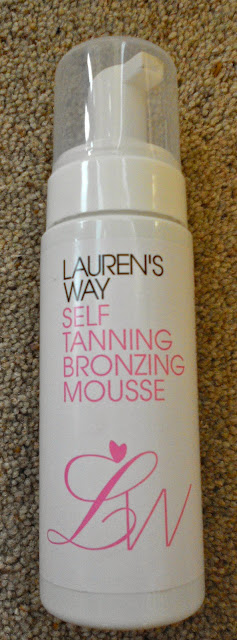 LAUREN'S
WAY
SELF
TANNING
BRONZING
MOUSSE
LW